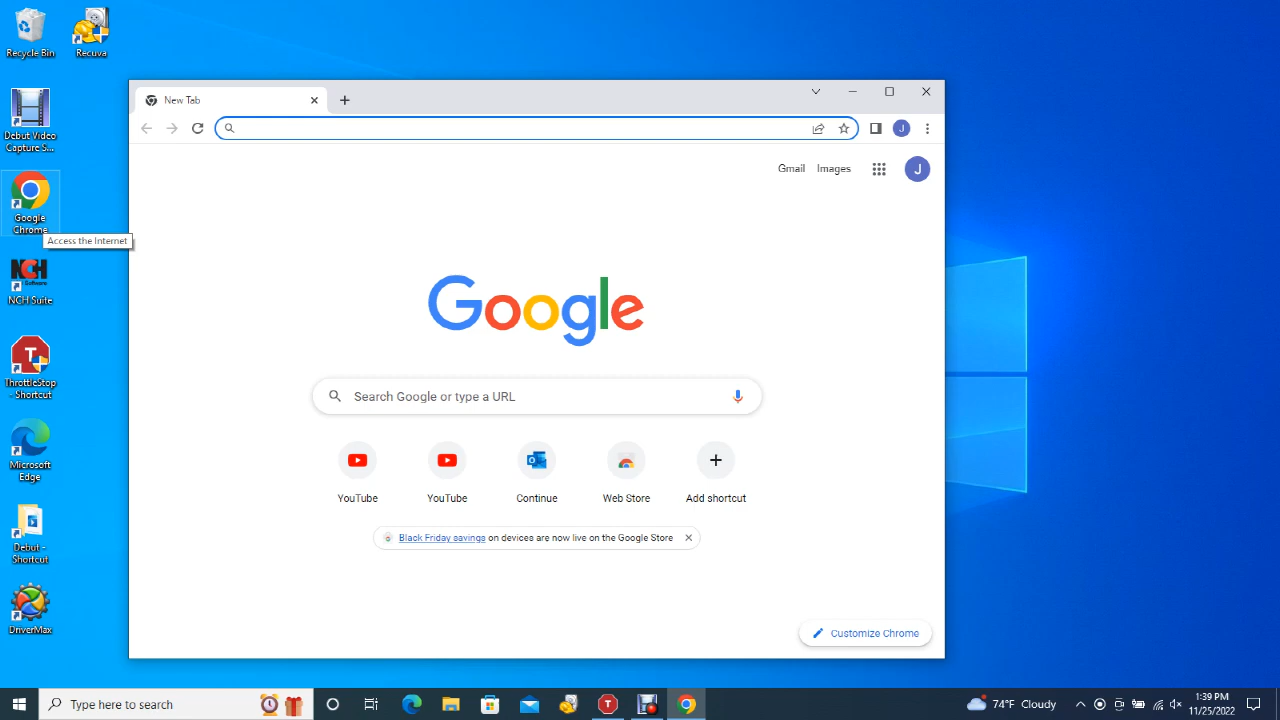 Recycle Bin
Recuva
Debut Video
Capture S...
Google
Chrome
Access the Internet
NCH
Software
NCH Suite
T
ThrottleStop
- Shortcut
Microsoft
Edge
Debut -
Shortcut
DriverMax
New Tab
J
Gmail
Images
J
Google
Search Google or type a URL
YouTube
YouTube
Continue
Web Store
Add shortcut
Black Friday savings on devices are now live on the Google Store
Customize Chrome
Type here to search
T
74°F Cloudy
1:39 PM
11/25/2022